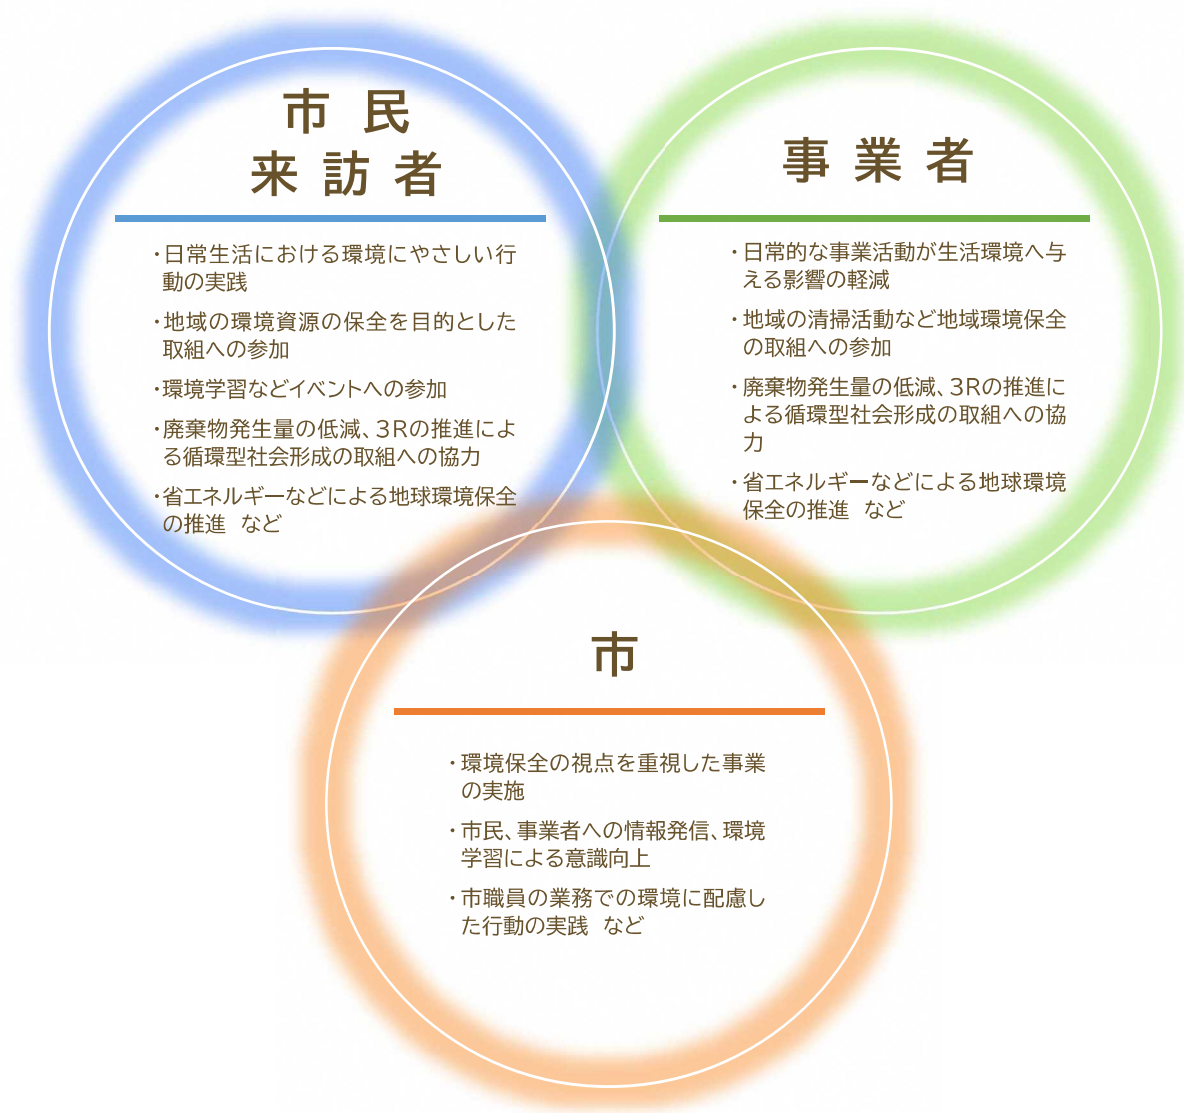 市民
来訪者
・日常生活における環境にやさしい行
動の実践
・地域の環境資源の保全を目的とした
取組への参加
・環境学習などイベントへの参加
・廃棄物発生量の低減、3Rの推進によ
る循環型社会形成の取組への協力
・省エネルギーなどによる地球環境保全
の推進 など
事業者
・日常的な事業活動が生活環境へ与
える影響の軽減
・地域の清掃活動など地域環境保全
の取組への参加
・廃棄物発生量の低減、3Rの推進に
よる循環型社会形成の取組への協
力
・省エネルギーなどによる地球環境
保全の推進 など
市
・環境保全の視点を重視した事業
の実施
・市民、事業者への情報発信、環境
学習による意識向上
・市職員の業務での環境に配慮し
た行動の実践 など